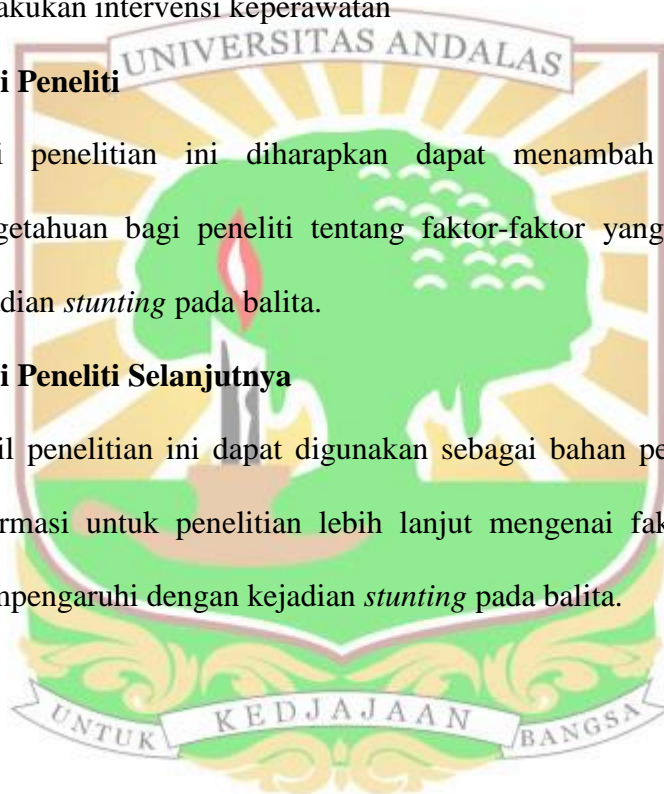 akukan intervensi keperawatan
UNIVERSITAS ANDALAS
i Peneliti
i penelitian ini diharapkan dapat menambah
getahuan bagi peneliti tentang faktor-faktor yang
dian stunting pada balita.
i Peneliti Selanjutnya
il penelitian ini dapat digunakan sebagai bahan pe
rmasi untuk penelitian lebih lanjut mengenai fak
npengaruhi dengan kejadian stunting pada balita.
UNTUK KEDJAJAAN BANGSA